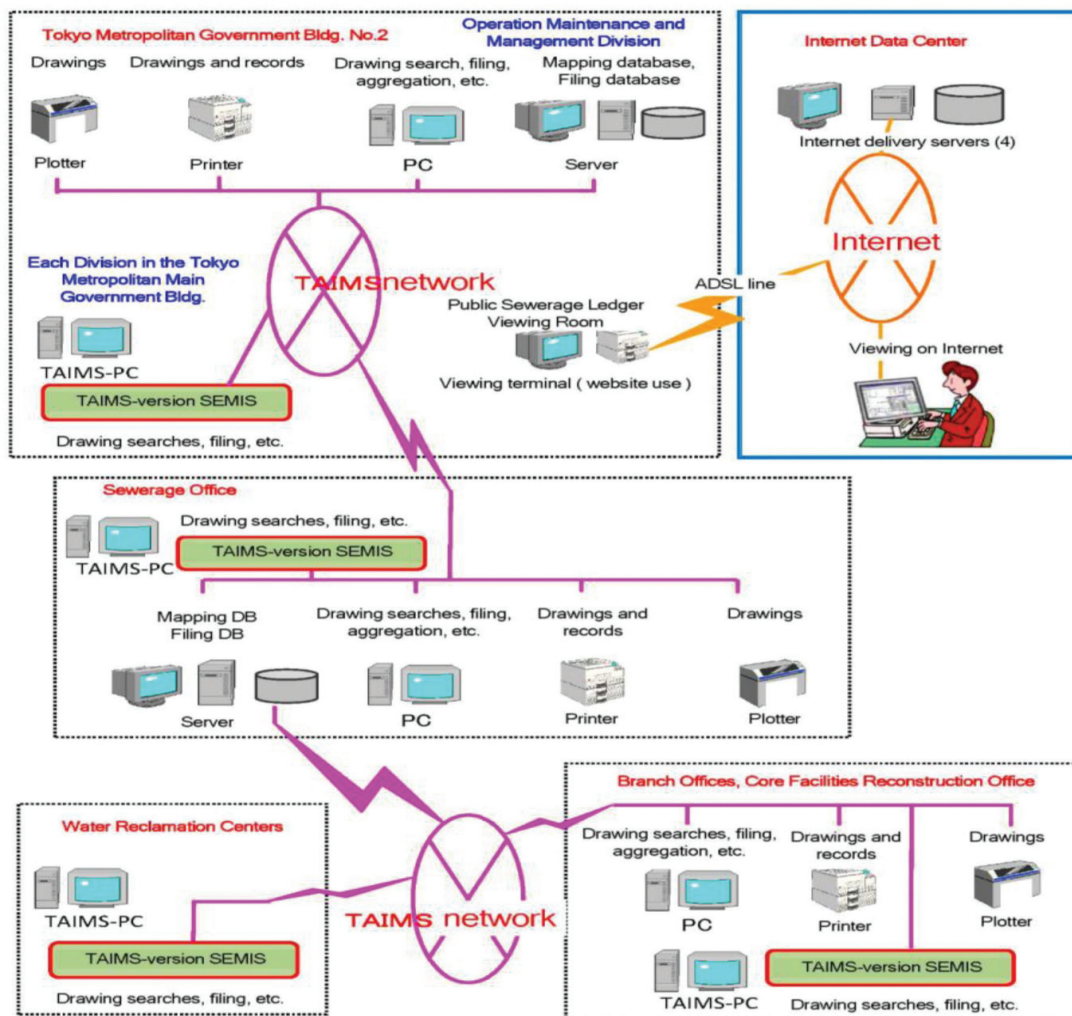 Tokyo Metropolitan Government Bldg. No.2
Operation Maintenance and
Management Division
Drawings
Drawings and records
Drawing search, filing,
aggregation, etc.
Mapping database,
Filing database
Plotter
Printer
PC
Server
Each Division in the Tokyo
Metropolitan Main
Government Bldg.
TAIMS-PC
TAIMS-version SEMIS
Drawing searches, filing, etc.
TAIMSnetwork
Public Sewerage Ledger
Viewing Room
Viewing terminal ( website use )
ADSL line
Internet Data Center
Internet delivery servers (4)
Internet
Viewing on Internet
Sewerage Office
Drawing searches, filing, etc.
TAIMS-PC
TAIMS-version SEMIS
Mapping DB
Filing DB
Drawing searches, filing,
aggregation, etc.
Drawings and
records
Drawings
Server
PC
Printer
Plotter
Water Reclamation Centers
TAIMS-PC
TAIMS-version SEMIS
Drawing searches, filing, etc.
TAIMS network
Branch Offices, Core Facilities Reconstruction Office
Drawing searches, filing,
aggregation, etc.
Drawings and
records
Drawings
PC
Printer
Plotter
TAIMS-PC
TAIMS-version SEMIS
Drawing searches, filing, etc.